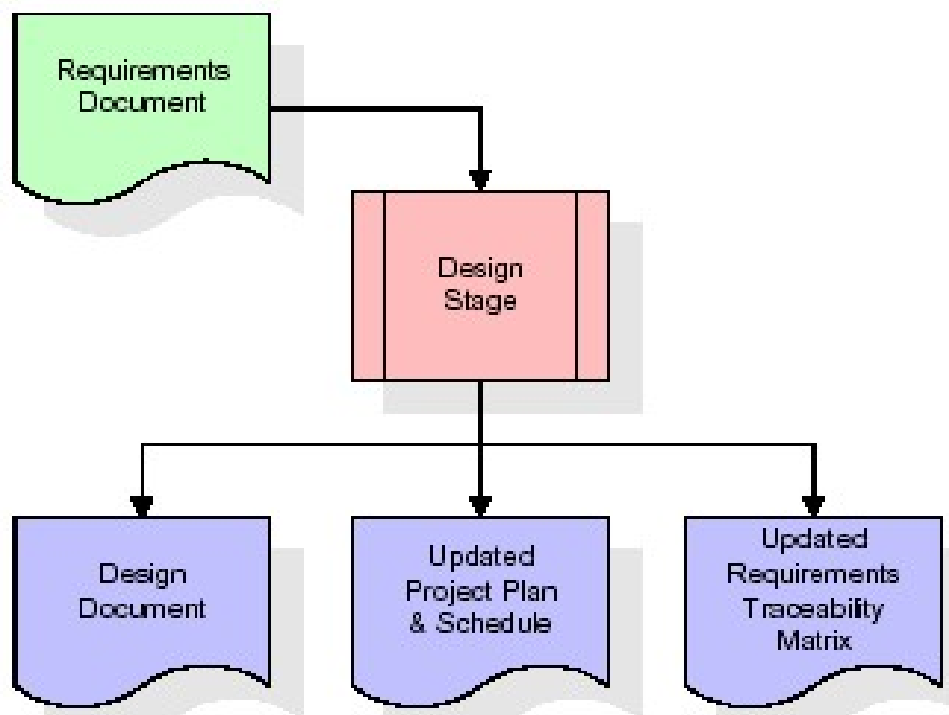 Requirements
Document
Design
Stage
Design
Document
Updated
Project Plan
& Schedule
Updated
Requirements
Traceability
Matrix